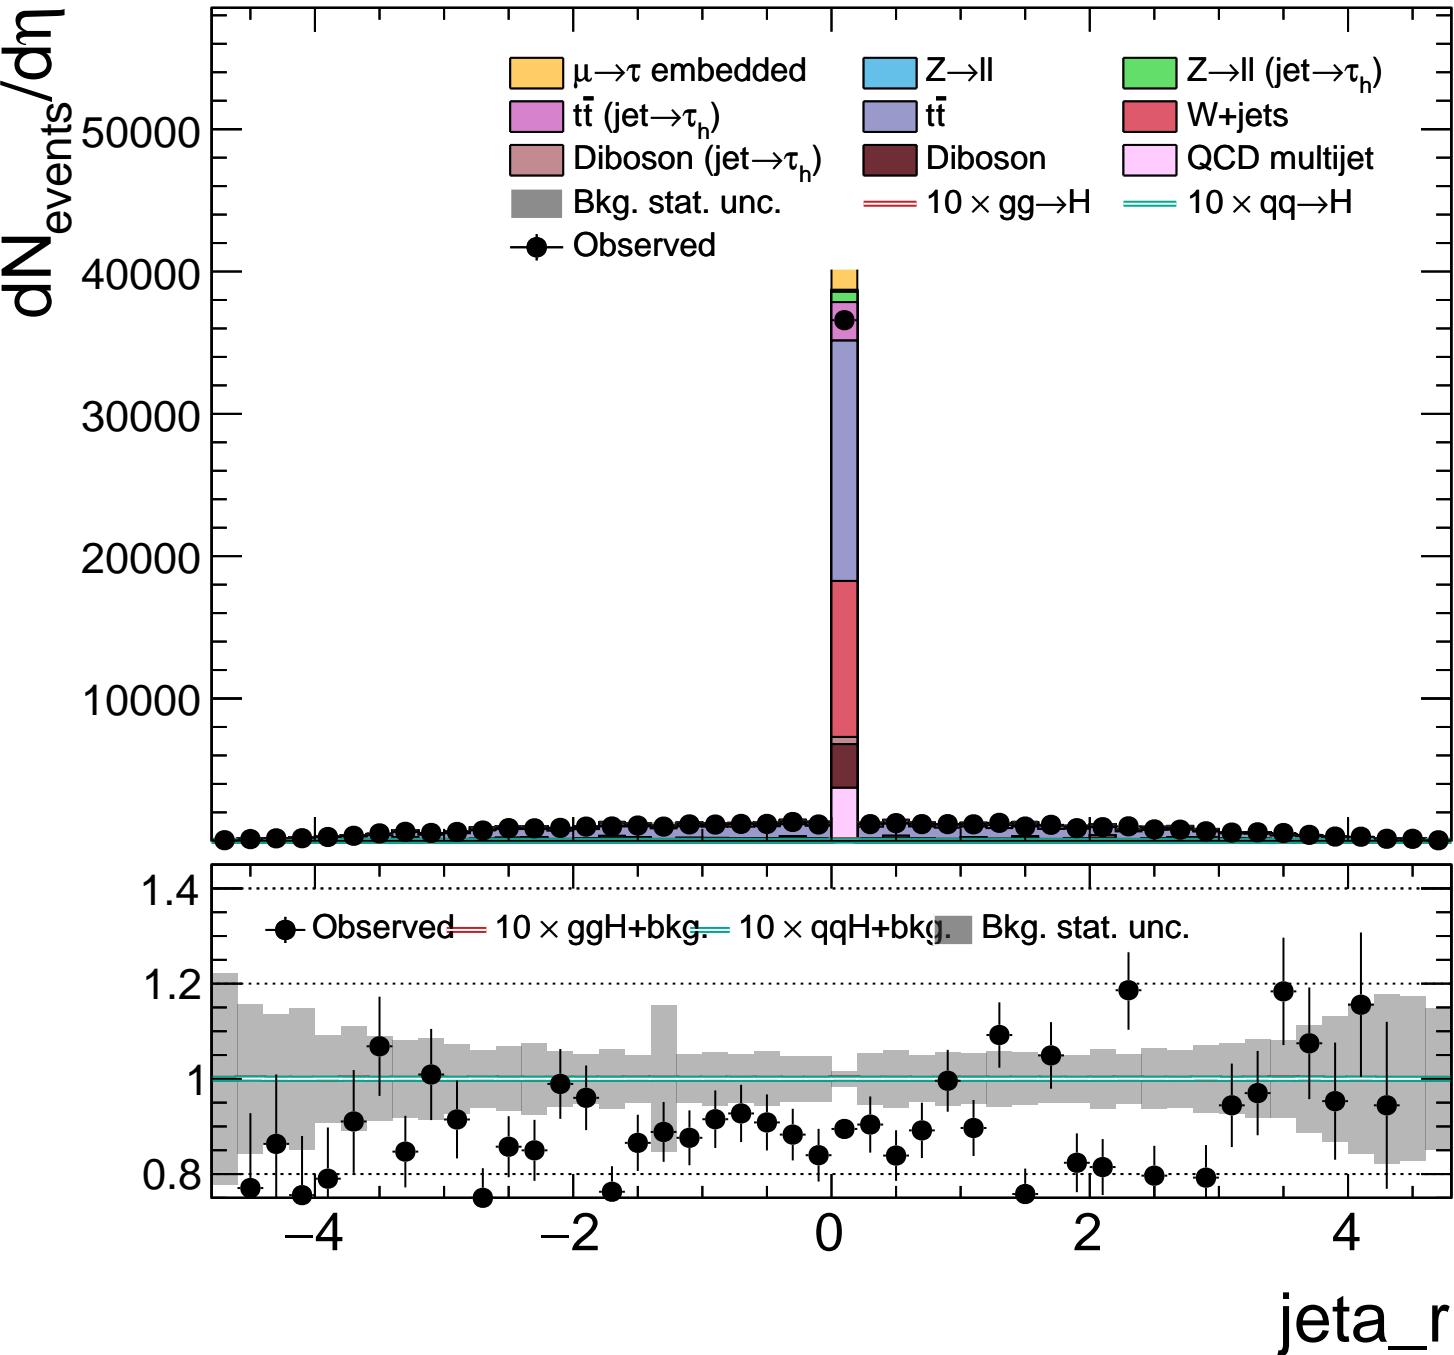 dN_events/dη
μ→τ embedded Z→ll Z→ll (jet→τ_h)
tt̄ (jet→τ_h) tt̄ W+jets
Diboson (jet→τ_h) Diboson QCD multijet
Bkg. stat. unc. 10 × gg→H 10 × qq→H
Observed
50000
40000
30000
20000
10000
1.4
Observed 10 × ggH+bkg. 10 × qqH+bkg. Bkg. stat. unc.
1.2
1
0.8
−4 −2 0 2 4
jeta_r